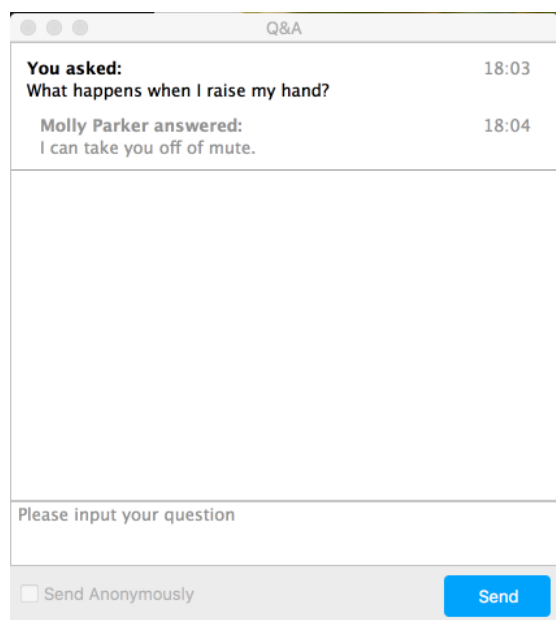 Q&A
You asked: 18:03
What happens when I raise my hand?
Molly Parker answered: 18:04
I can take you off of mute.
Please input your question
Send Anonymously Send